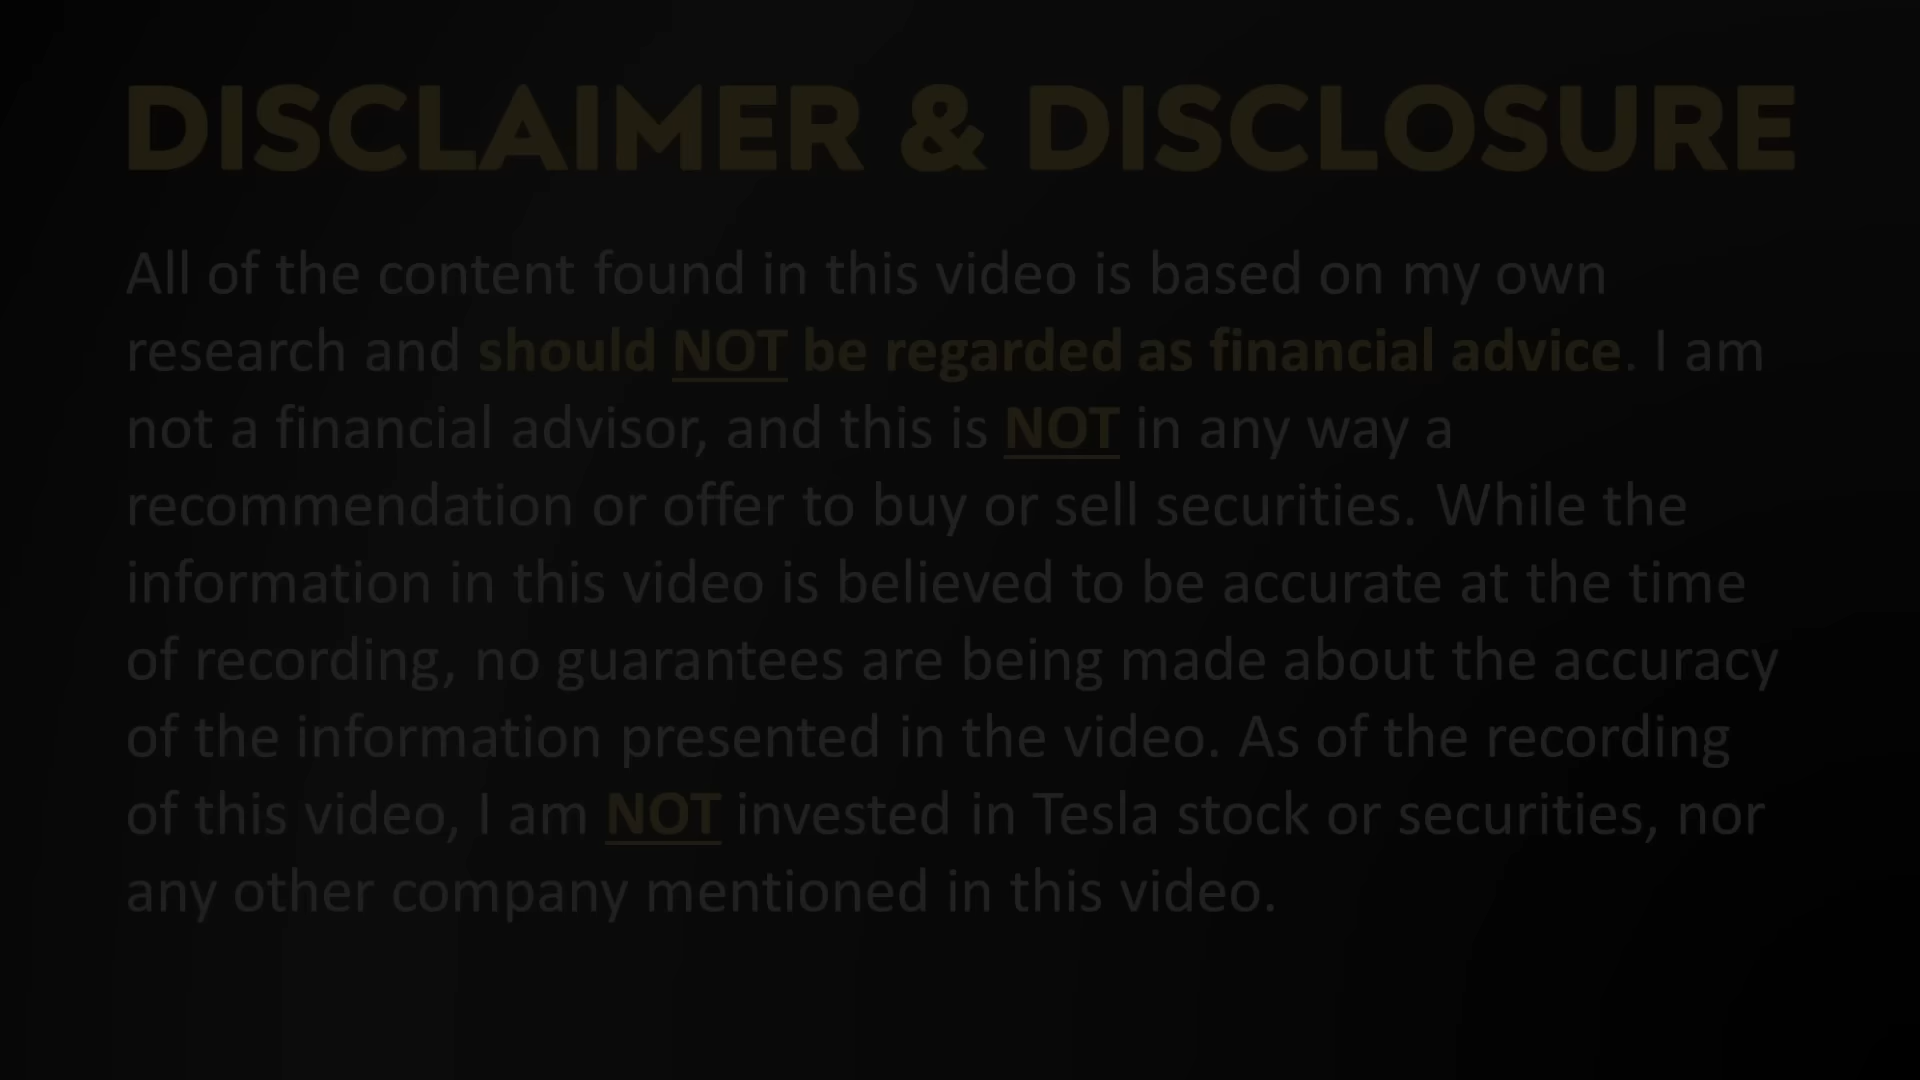 DISCLAIMER & DISCLOSURE
All of the content found in this video is based on my own
research and should NOT be regarded as financial advice. I am
not a financial advisor, and this is NOT in any way a
recommendation or offer to buy or sell securities. While the
information in this video is believed to be accurate at the time
of recording, no guarantees are being made about the accuracy
of the information presented in the video. As of the recording
of this video, I am NOT invested in Tesla stock or securities, nor
any other company mentioned in this video.